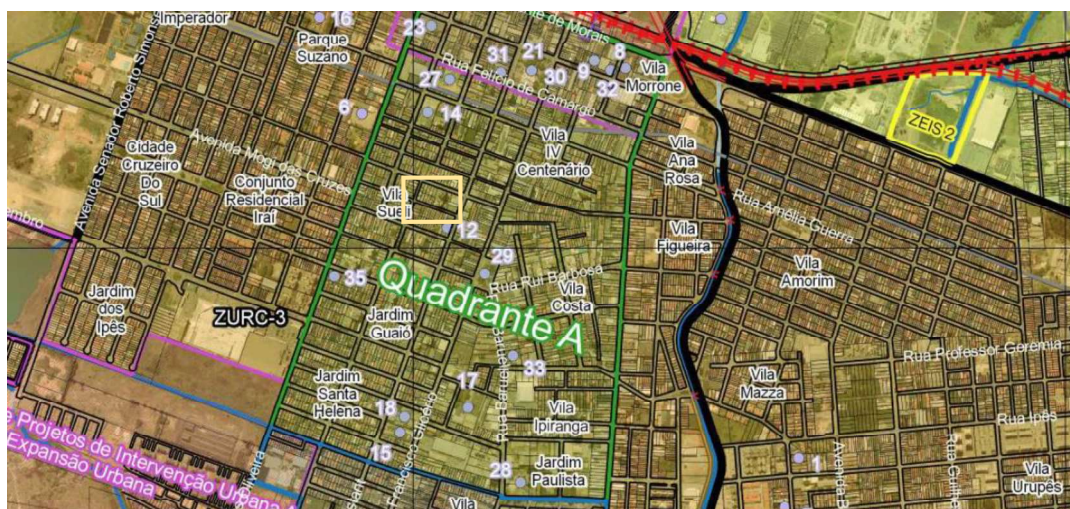 Imperador
16
Parque
Suzano
23
31
21
8
9
30
32
27
14
6
de Morais
Rua Felício de Camargo
Vila
Morrone
ZEIS 2
Avenida Senador Roberto Simonsen
Cidade
Cruzeiro
Do
Sul
Avenida Mogi das Cruzes
Conjunto
Residencial
Iraí
Vila
IV
Centenário
Vila
Ana
Rosa
Vila
Sueli
12
Rua Amélia Guerra
Vila
Figueira
Vila
Amorim
29
Rua Rui Barbosa
Vila
Costa
35
Quadrante A
Jardim
dos
Ipês
ZURC-3
Jardim
Guaió
33
17
Rua Professor Geremia
Vila
Mazza
Jardim
Santa
Helena
18
15
Vila
Ipiranga
Rua Ipês
28
Jardim
Paulista
1
Avenida
Vila
Urupês
e Projetos de Intervenção Urbana
Expansão Urbana
Vila